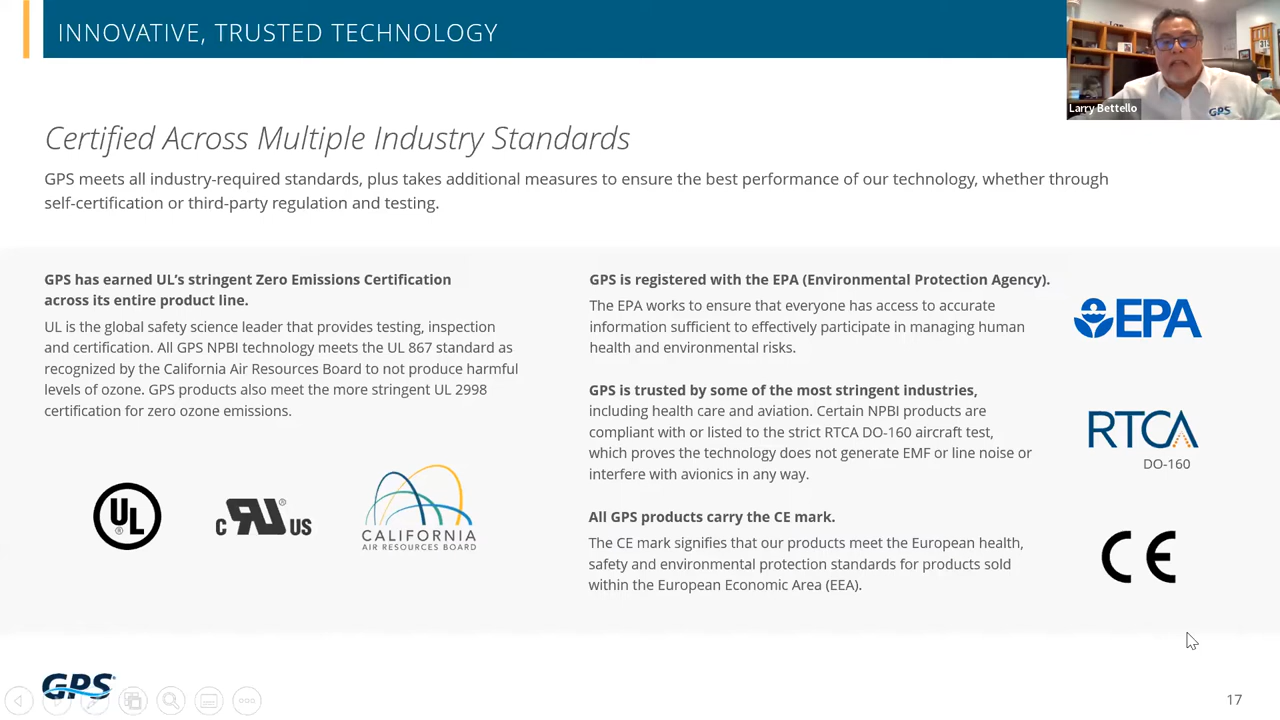 INNOVATIVE, TRUSTED TECHNOLOGY
Larry Bettello
GPS
Certified Across Multiple Industry Standards
GPS meets all industry-required standards, plus takes additional measures to ensure the best performance of our technology, whether through
self-certification or third-party regulation and testing.
GPS has earned UL's stringent Zero Emissions Certification
across its entire product line.
UL is the global safety science leader that provides testing, inspection
and certification. All GPS NPBI technology meets the UL 867 standard as
recognized by the California Air Resources Board to not produce harmful
levels of ozone. GPS products also meet the more stringent UL 2998
certification for zero ozone emissions.
UL
®
C RU ® US
CALIFORNIA
AIR RESOURCES BOARD
GPS is registered with the EPA (Environmental Protection Agency).
The EPA works to ensure that everyone has access to accurate
information sufficient to effectively participate in managing human
health and environmental risks.
EPA
GPS is trusted by some of the most stringent industries,
including health care and aviation. Certain NPBI products are
compliant with or listed to the strict RTCA DO-160 aircraft test,
which proves the technology does not generate EMF or line noise or
interfere with avionics in any way.
RTCA
DO-160
All GPS products carry the CE mark.
The CE mark signifies that our products meet the European health,
safety and environmental protection standards for products sold
within the European Economic Area (EEA).
CE
GPS
17